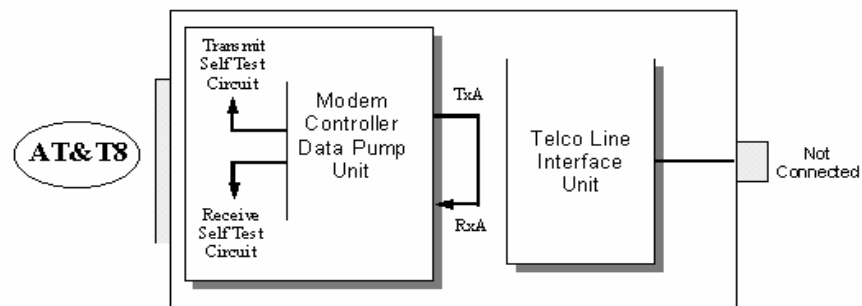 AT&T8
Transmit
Self Test
Circuit
Receive
Self Test
Circuit
Modem
Controller
Data Pump
Unit
TxA
RxA
Telco Line
Interface
Unit
Not
Connected